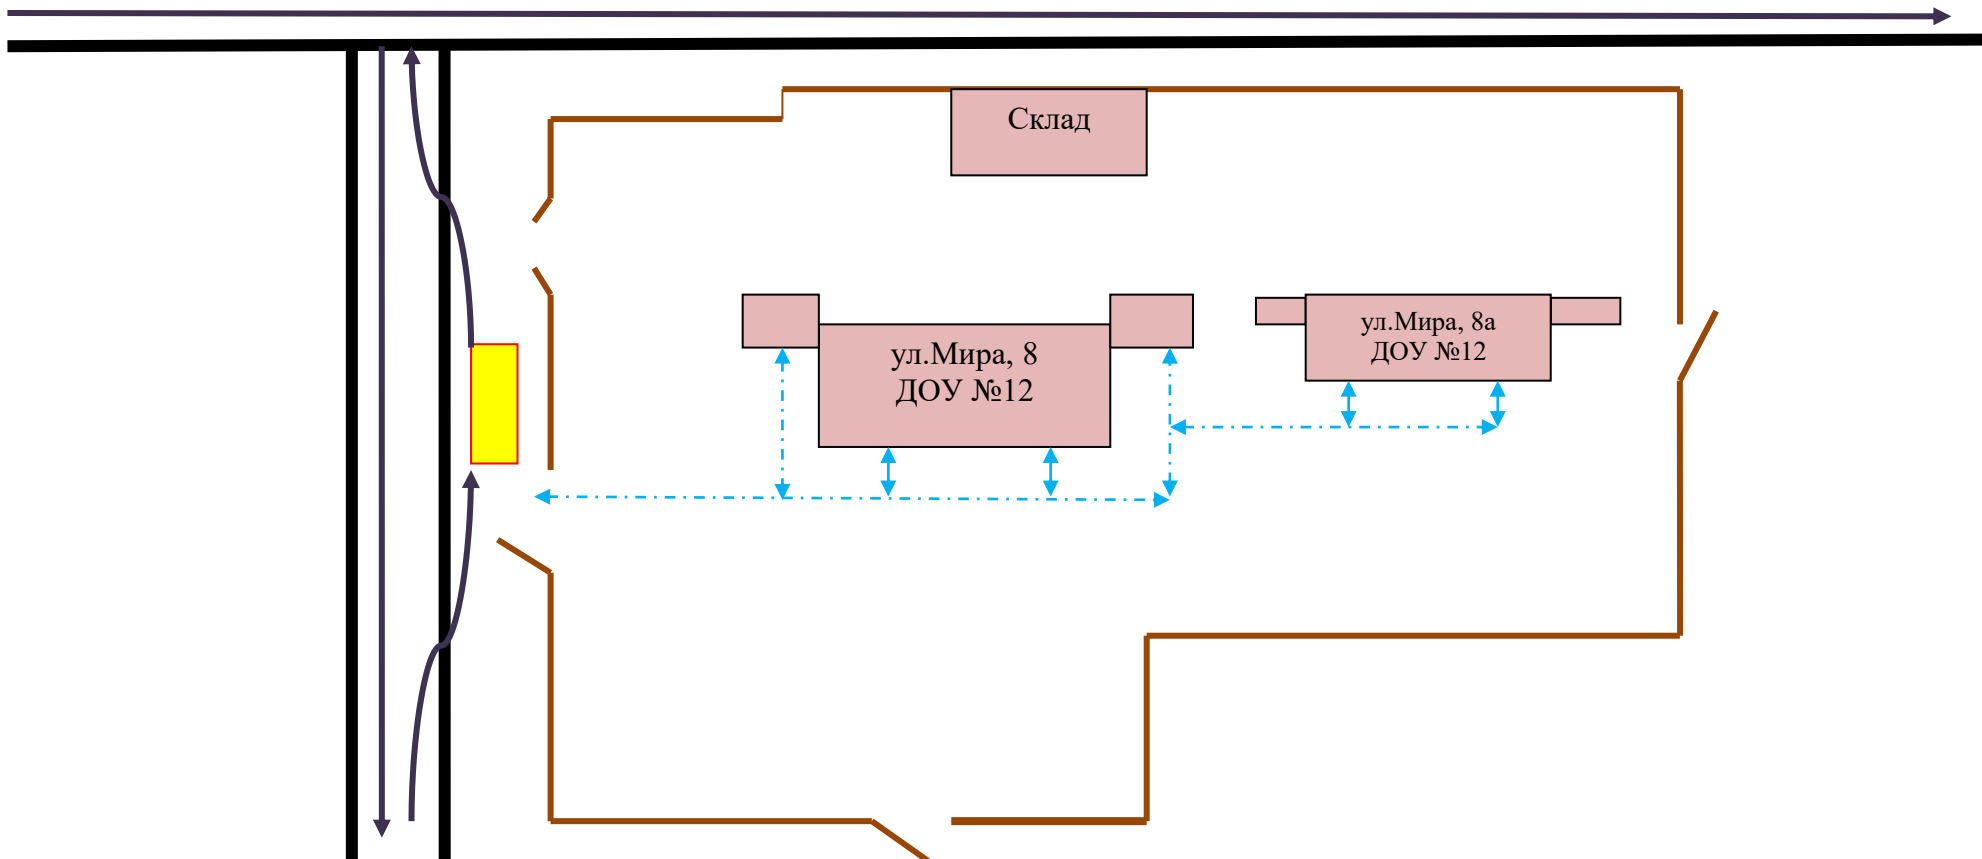 Склад
ул.Мира, 8
ДОУ №12
ул.Мира, 8а
ДОУ №12